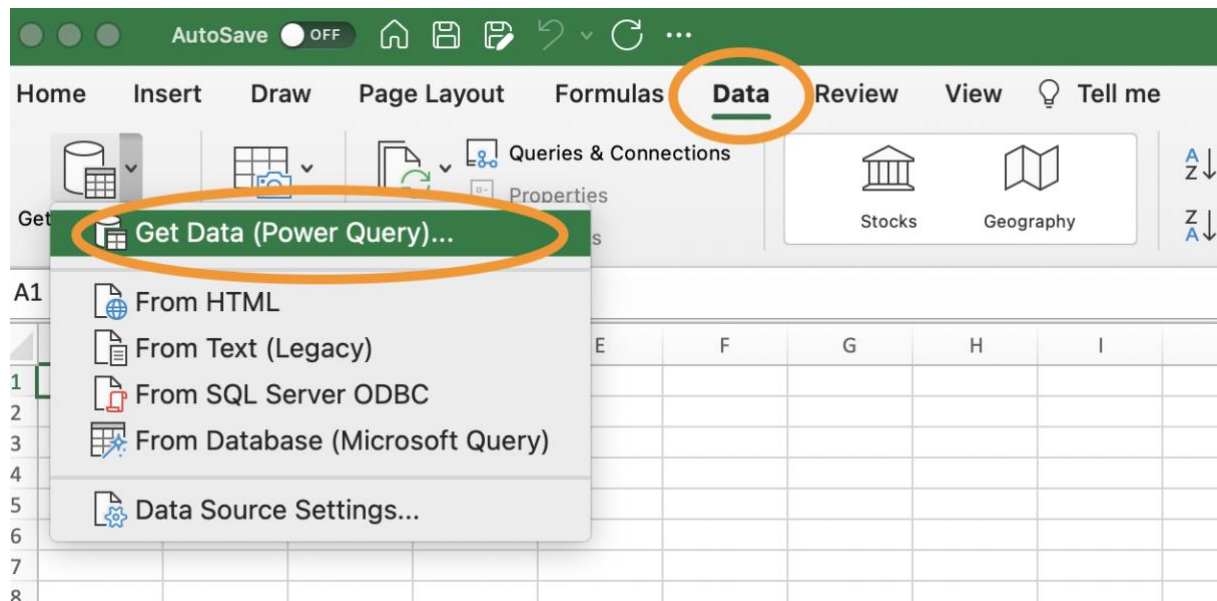 AutoSave OFF
Home Insert Draw Page Layout Formulas Data Review View Tell me
Queries & Connections
Properties
Get
s
Stocks Geography
A
Z
Z
A
Get Data (Power Query)...
From HTML
From Text (Legacy)
From SQL Server ODBC
From Database (Microsoft Query)
Data Source Settings...
A1
E F G H I
1
2
3
4
5
6
7
8